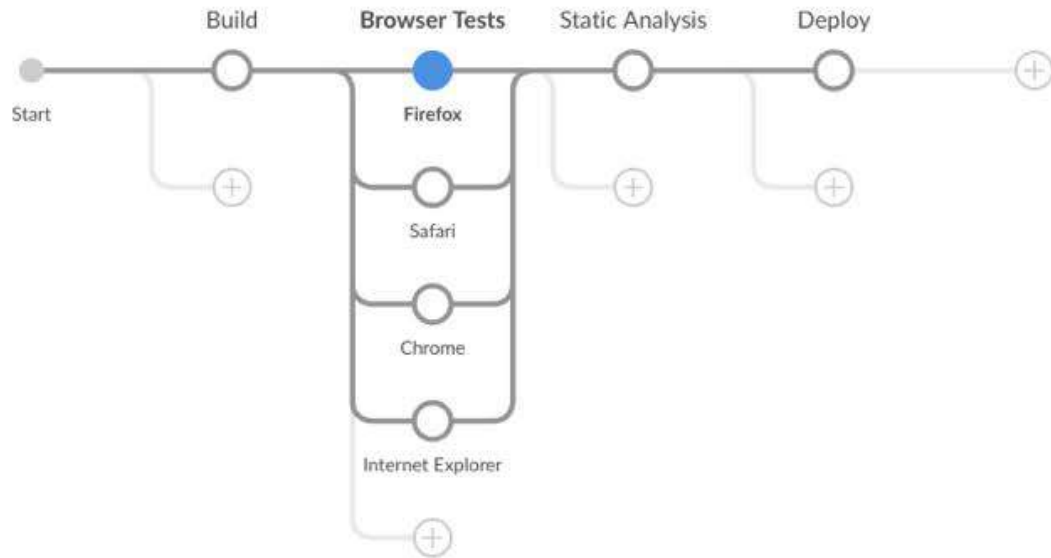 Build
Browser Tests
Static Analysis
Deploy
Start
Firefox
Safari
Chrome
Internet Explorer